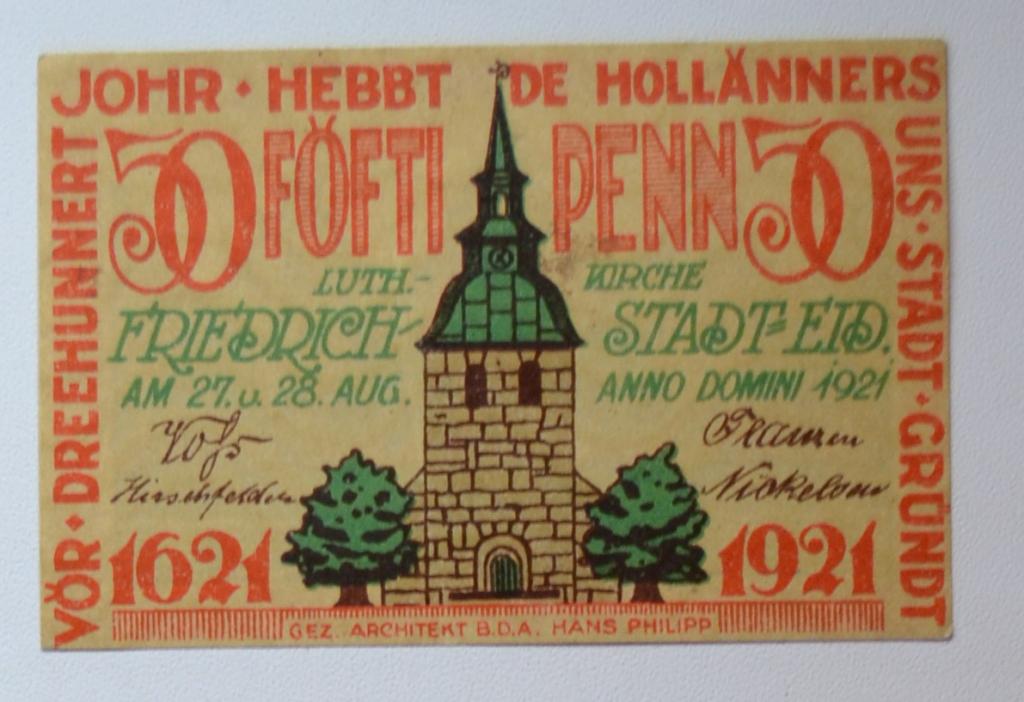 VÖR · DREEHUNNERT
JOHR · HEBBT DE HOLLÄNNERS
UNS · STADT · GRÜNDT
50 FÖFTI PENN 50
LUTH.- KIRCHE
FRIEDRICH- STADT=EID.
AM 27. u. 28. AUG. ANNO DOMINI 1921
Hirschfelder
1621 1921
GEZ. ARCHITEKT B.D.A. HANS PHILIPP